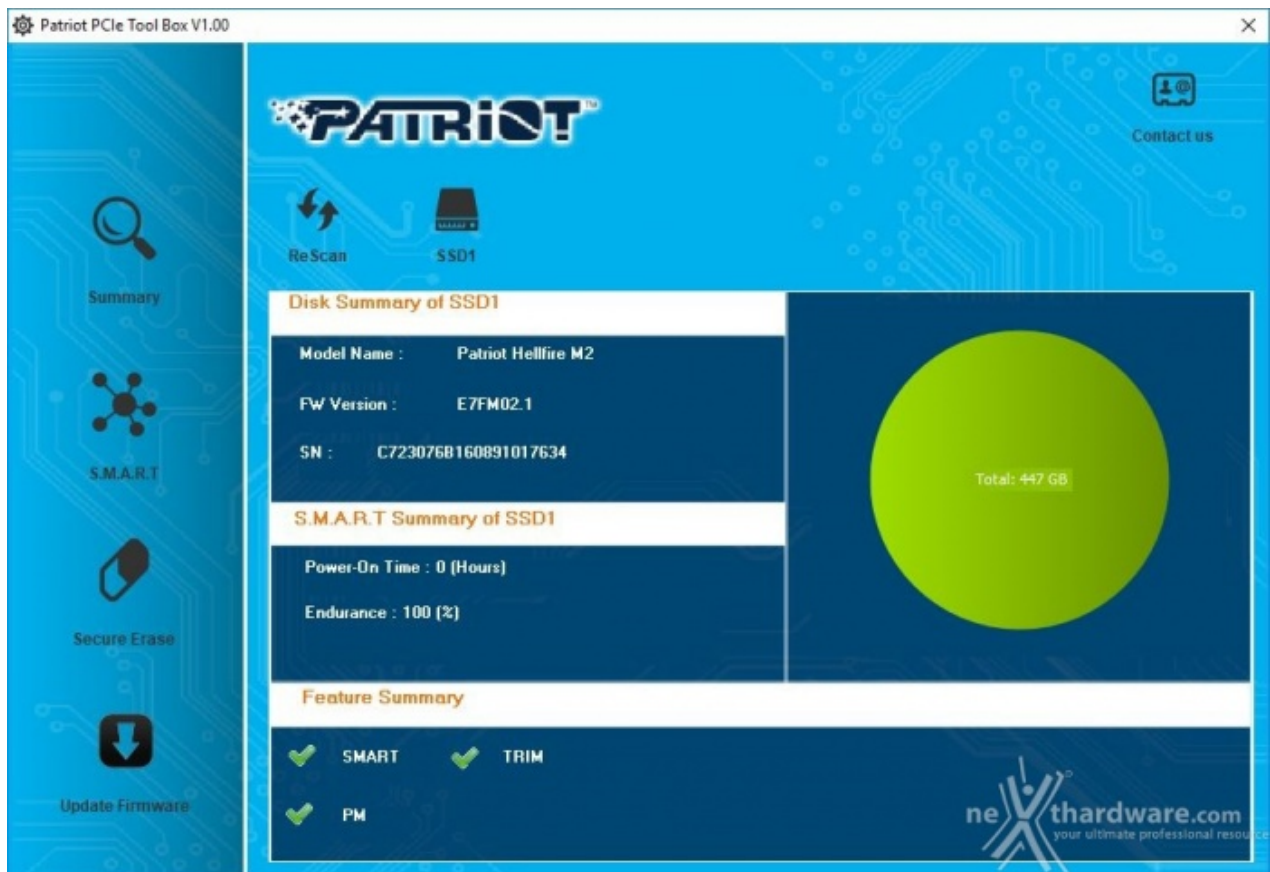 Patriot PCIe Tool Box V1.00
PATRiOT™
Contact us
ReScan
SSD1
Summary
S.M.A.R.T
Secure Erase
Update Firmware
Disk Summary of SSD1
Model Name : Patriot Hellfire M2
FW Version : E7FM02.1
SN : C723076B160891017634
Total: 447 GB
S.M.A.R.T Summary of SSD1
Power-On Time : 0 (Hours)
Endurance : 100 (%)
Feature Summary
SMART TRIM
PM
nexthardware.com
your ultimate professional resource